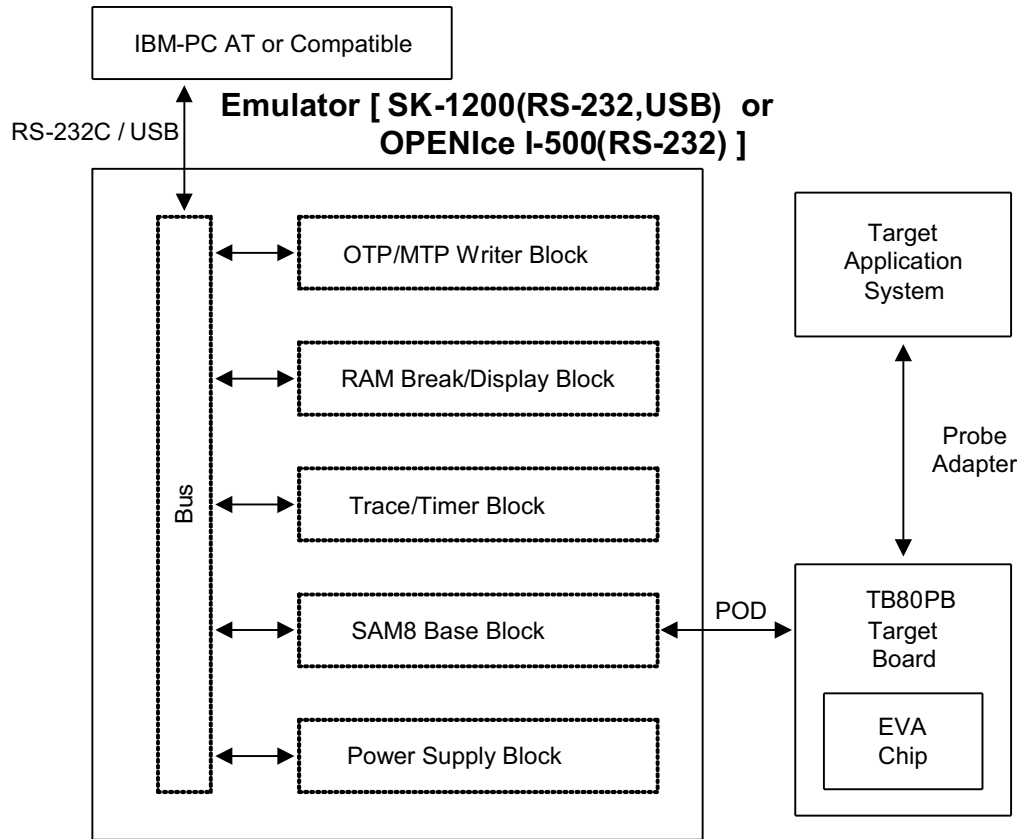 IBM-PC AT or Compatible
RS-232C / USB
Emulator [ SK-1200(RS-232,USB) or
OPENIce I-500(RS-232) ]
Bus
OTP/MTP Writer Block
RAM Break/Display Block
Trace/Timer Block
SAM8 Base Block
Power Supply Block
POD
Target
Application
System
Probe
Adapter
TB80PB
Target
Board
EVA
Chip